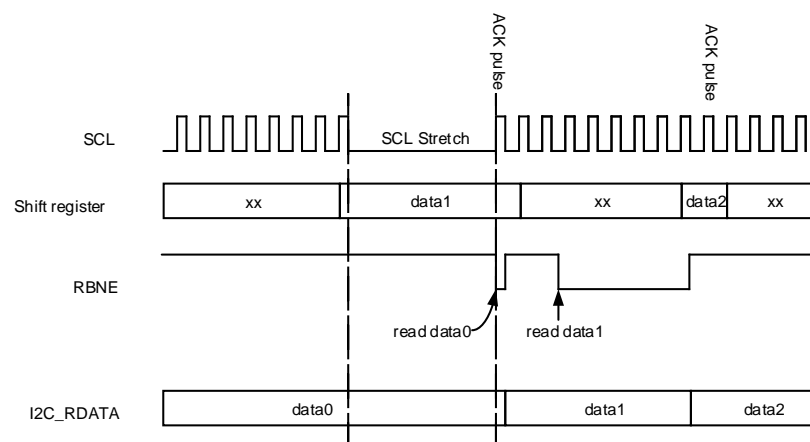 ACK pulse
ACK pulse
SCL
SCL Stretch
Shift register
xx
data1
xx
data2
xx
RBNE
read data0
read data1
I2C_RDATA
data0
data1
data2